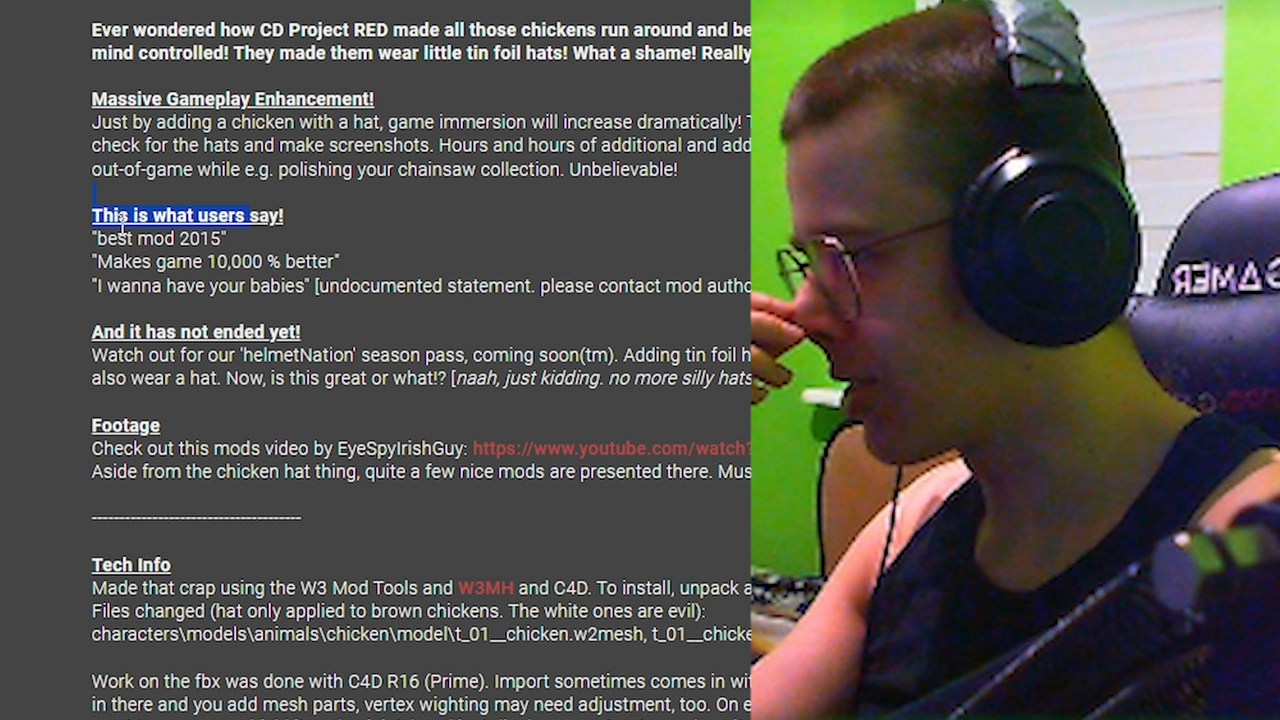 Ever wondered how CD Project RED made all those chickens run around and be
mind controlled! They made them wear little tin foil hats! What a shame! Really
Massive Gameplay Enhancement!
Just by adding a chicken with a hat, game immersion will increase dramatically!
check for the hats and make screenshots. Hours and hours of additional and add
out-of-game while e.g. polishing your chainsaw collection. Unbelievable!
This is what users say!
"best mod 2015"
"Makes game 10,000 % better"
"I wanna have your babies" [undocumented statement. please contact mod autho
And it has not ended yet!
Watch out for our 'helmetNation' season pass, coming soon(tm). Adding tin foil h
also wear a hat. Now, is this great or what!? [naah, just kidding. no more silly hats
Footage
Check out this mods video by EyeSpyIrishGuy: https://www.youtube.com/watch?
Aside from the chicken hat thing, quite a few nice mods are presented there. Mus
--------------------------------------
Tech Info
Made that crap using the W3 Mod Tools and W3MH and C4D. To install, unpack a
Files changed (hat only applied to brown chickens. The white ones are evil):
characters\models\animals\chicken\model\t_01__chicken.w2mesh, t_01__chicke
Work on the fbx was done with C4D R16 (Prime). Import sometimes comes in wit
in there and you add mesh parts, vertex wighting may need adjustment, too. On e
GAMER